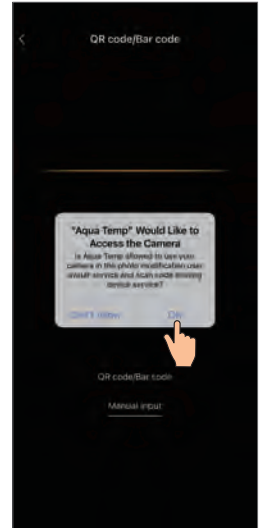 QR code/Bar code
"Aqua Temp" Would Like to
Access the Camera
Is Aqua Temp allowed to use your
camera in the photo modification user
avatar service and scan code
device service?
Don't allow
OK
QR code/Bar code
Manual input